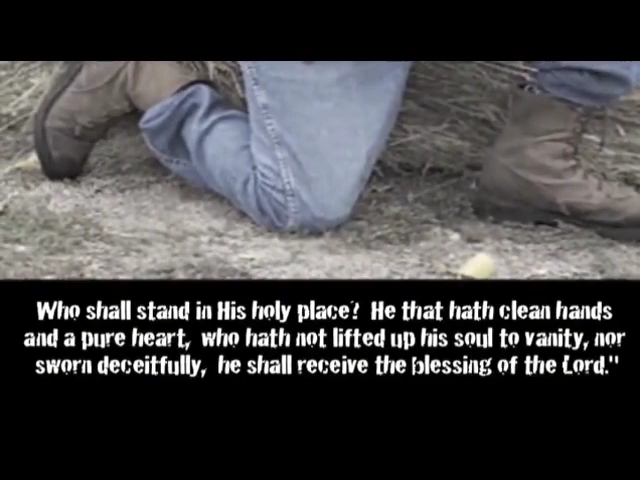 Who shall stand in His holy place? He that hath clean hands
and a pure heart, who hath not lifted up his soul to vanity, nor
sworn deceitfully, he shall receive the blessing of the Lord."